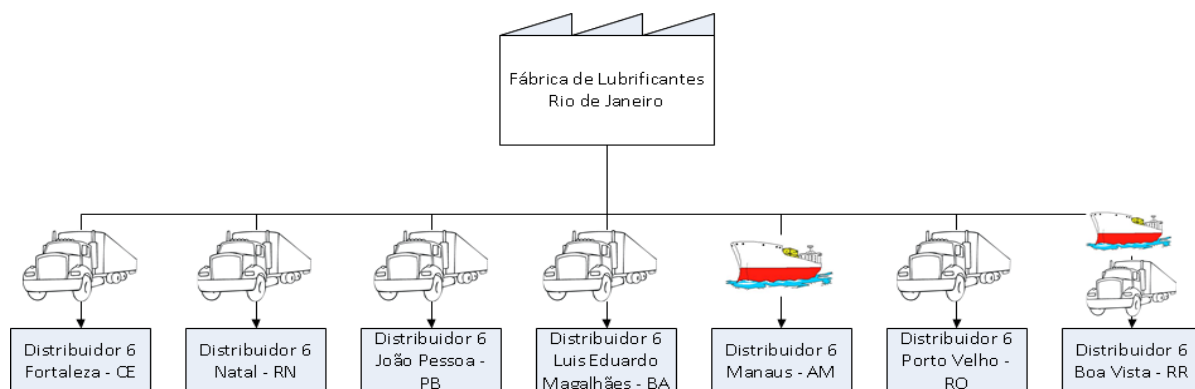 Fábrica de Lubrificantes
Rio de Janeiro
Distribuidor 6
Fortaleza - CE
Distribuidor 6
Natal - RN
Distribuidor 6
João Pessoa -
PB
Distribuidor 6
Luis Eduardo
Magalhães - BA
Distribuidor 6
Manaus - AM
Distribuidor 6
Porto Velho -
RO
Distribuidor 6
Boa Vista - RR